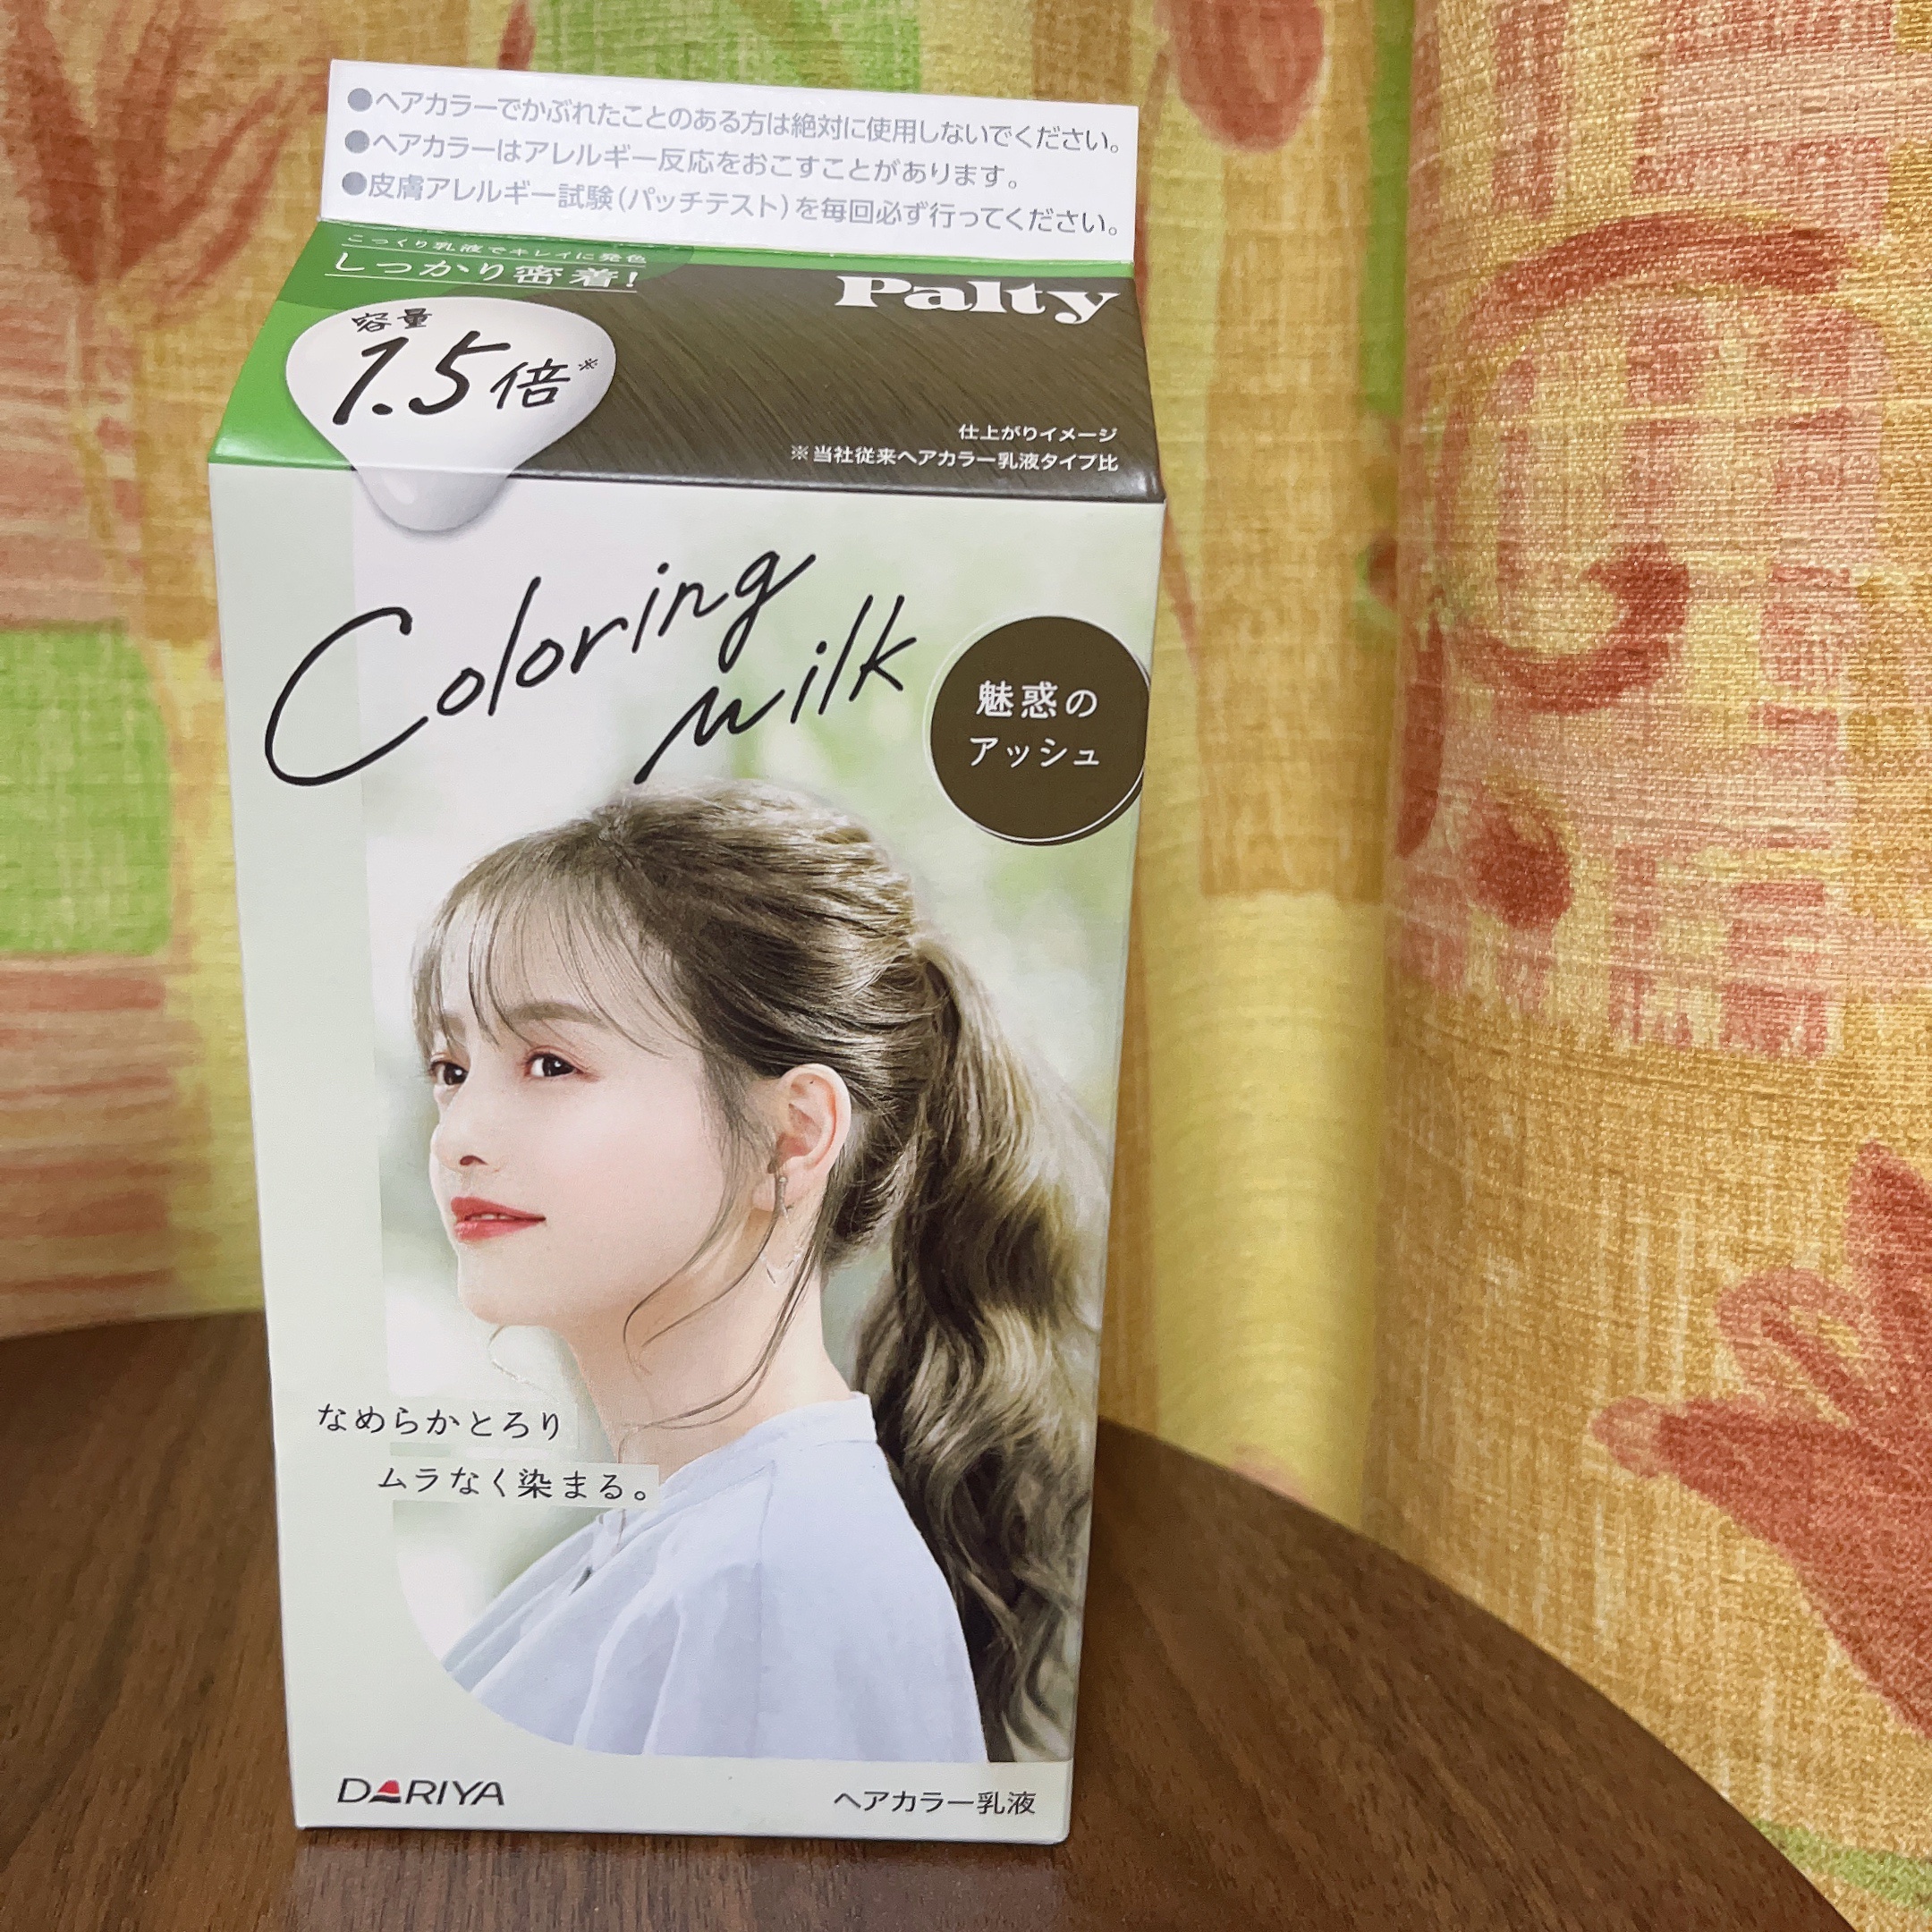 ●ヘアカラーでかぶれたことのある方は絶対に使用しないでください。
●ヘアカラーはアレルギー反応をおこすことがあります。
●皮膚アレルギー試験(パッチテスト)を毎回必ず行ってください。
こっくり乳液でキレイに発色
しっかり密着!
Palty
容量
1.5倍※
仕上がりイメージ
※当社従来ヘアカラー乳液タイプ比
Coloring
milk
魅惑の
アッシュ
なめらかとろり
ムラなく染まる。
DARIYA
ヘアカラー乳液